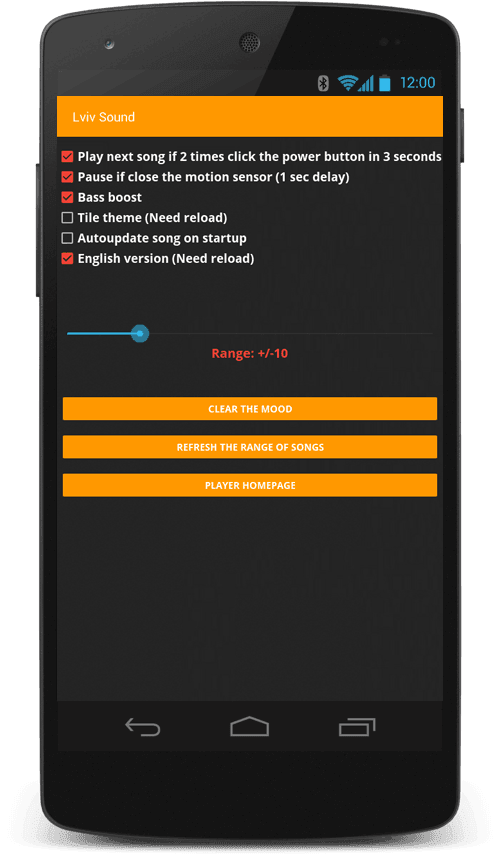 12:00
Lviv Sound
Play next song if 2 times click the power button in 3 seconds
Pause if close the motion sensor (1 sec delay)
Bass boost
Tile theme (Need reload)
Autoupdate song on startup
English version (Need reload)
Range: +/-10
CLEAR THE MOOD
REFRESH THE RANGE OF SONGS
PLAYER HOMEPAGE